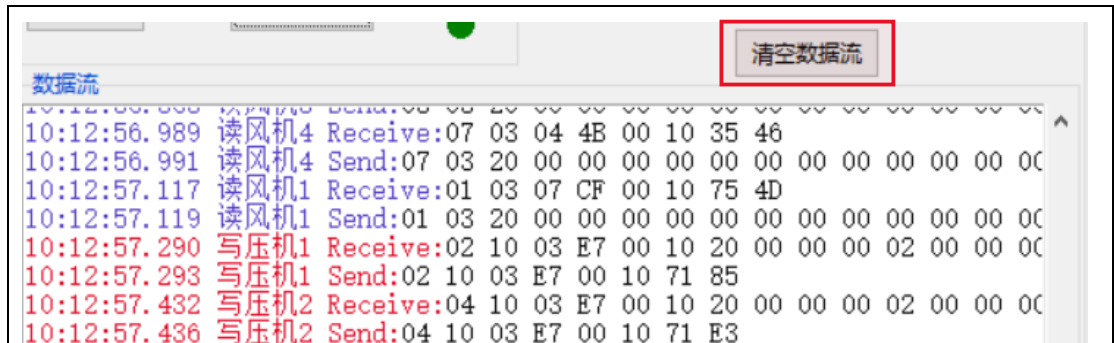 清空数据流
数据流
10:12:56.989 读风机4 Receive:07 03 04 4B 00 10 35 46
10:12:56.991 读风机4 Send:07 03 20 00 00 00 00 00 00 00 00 00 00 00
10:12:57.117 读风机1 Receive:01 03 07 CF 00 10 75 4D
10:12:57.119 读风机1 Send:01 03 20 00 00 00 00 00 00 00 00 00 00 00
10:12:57.290 写压机1 Receive:02 10 03 E7 00 10 20 00 00 00 02 00 00
10:12:57.293 写压机1 Send:02 10 03 E7 00 10 71 85
10:12:57.432 写压机2 Receive:04 10 03 E7 00 10 20 00 00 00 02 00 00
10:12:57.436 写压机2 Send:04 10 03 E7 00 10 71 E3